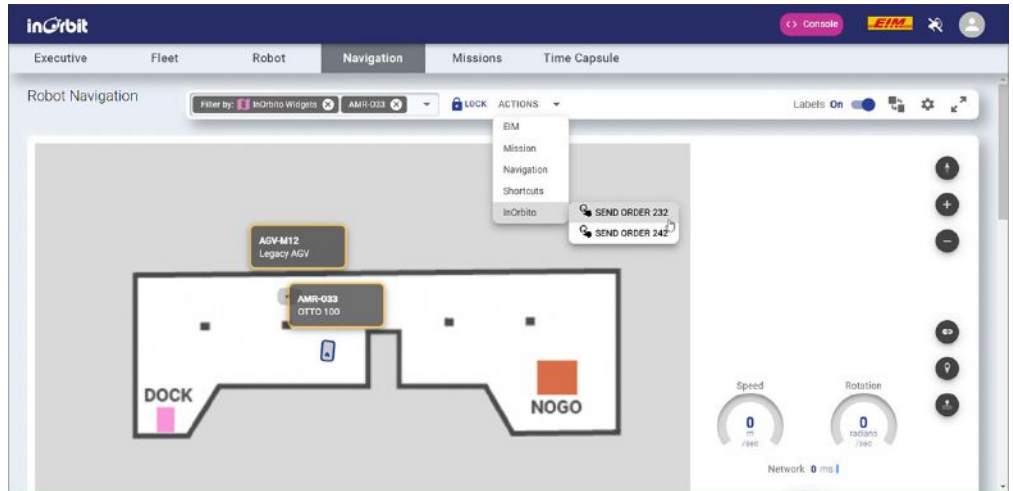 inOrbit
Console
EIM
Executive Fleet Robot Navigation Missions Time Capsule
Robot Navigation
Filter by: InOrbito Widgets AMR-033 LOCK ACTIONS Labels On
EIM
Mission
Navigation
Shortcuts
InOrbito
SEND ORDER 232
SEND ORDER 242
AGV-M12
Legacy AGV
AMR-033
OTTO 100
DOCK
NOGO
Speed
0
m
/sec
Rotation
0
radians
/sec
Network 0 ms